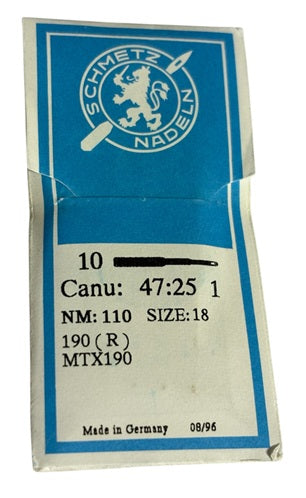 SCHMETZ
NADELN
10
Canu: 47:25 1
NM: 110 SIZE: 18
190 ( R )
MTX190
Made in Germany 08/96